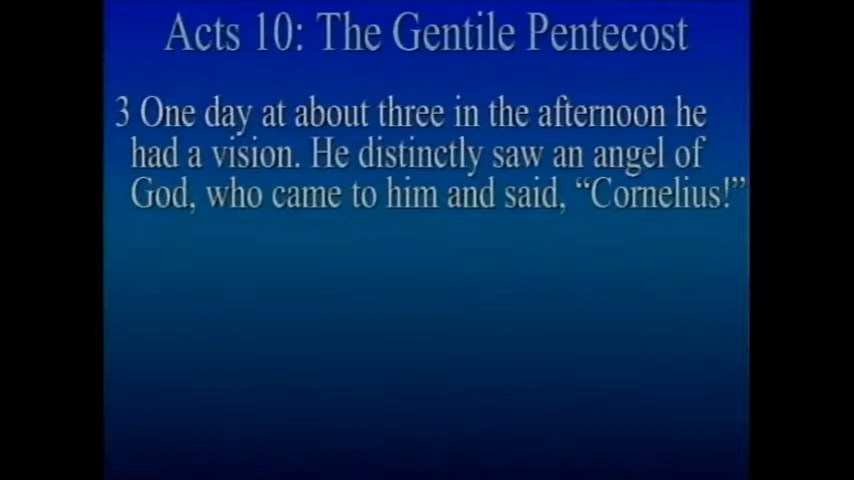 Acts 10: The Gentile Pentecost
3 One day at about three in the afternoon he
had a vision. He distinctly saw an angel of
God, who came to him and said, “Cornelius!”